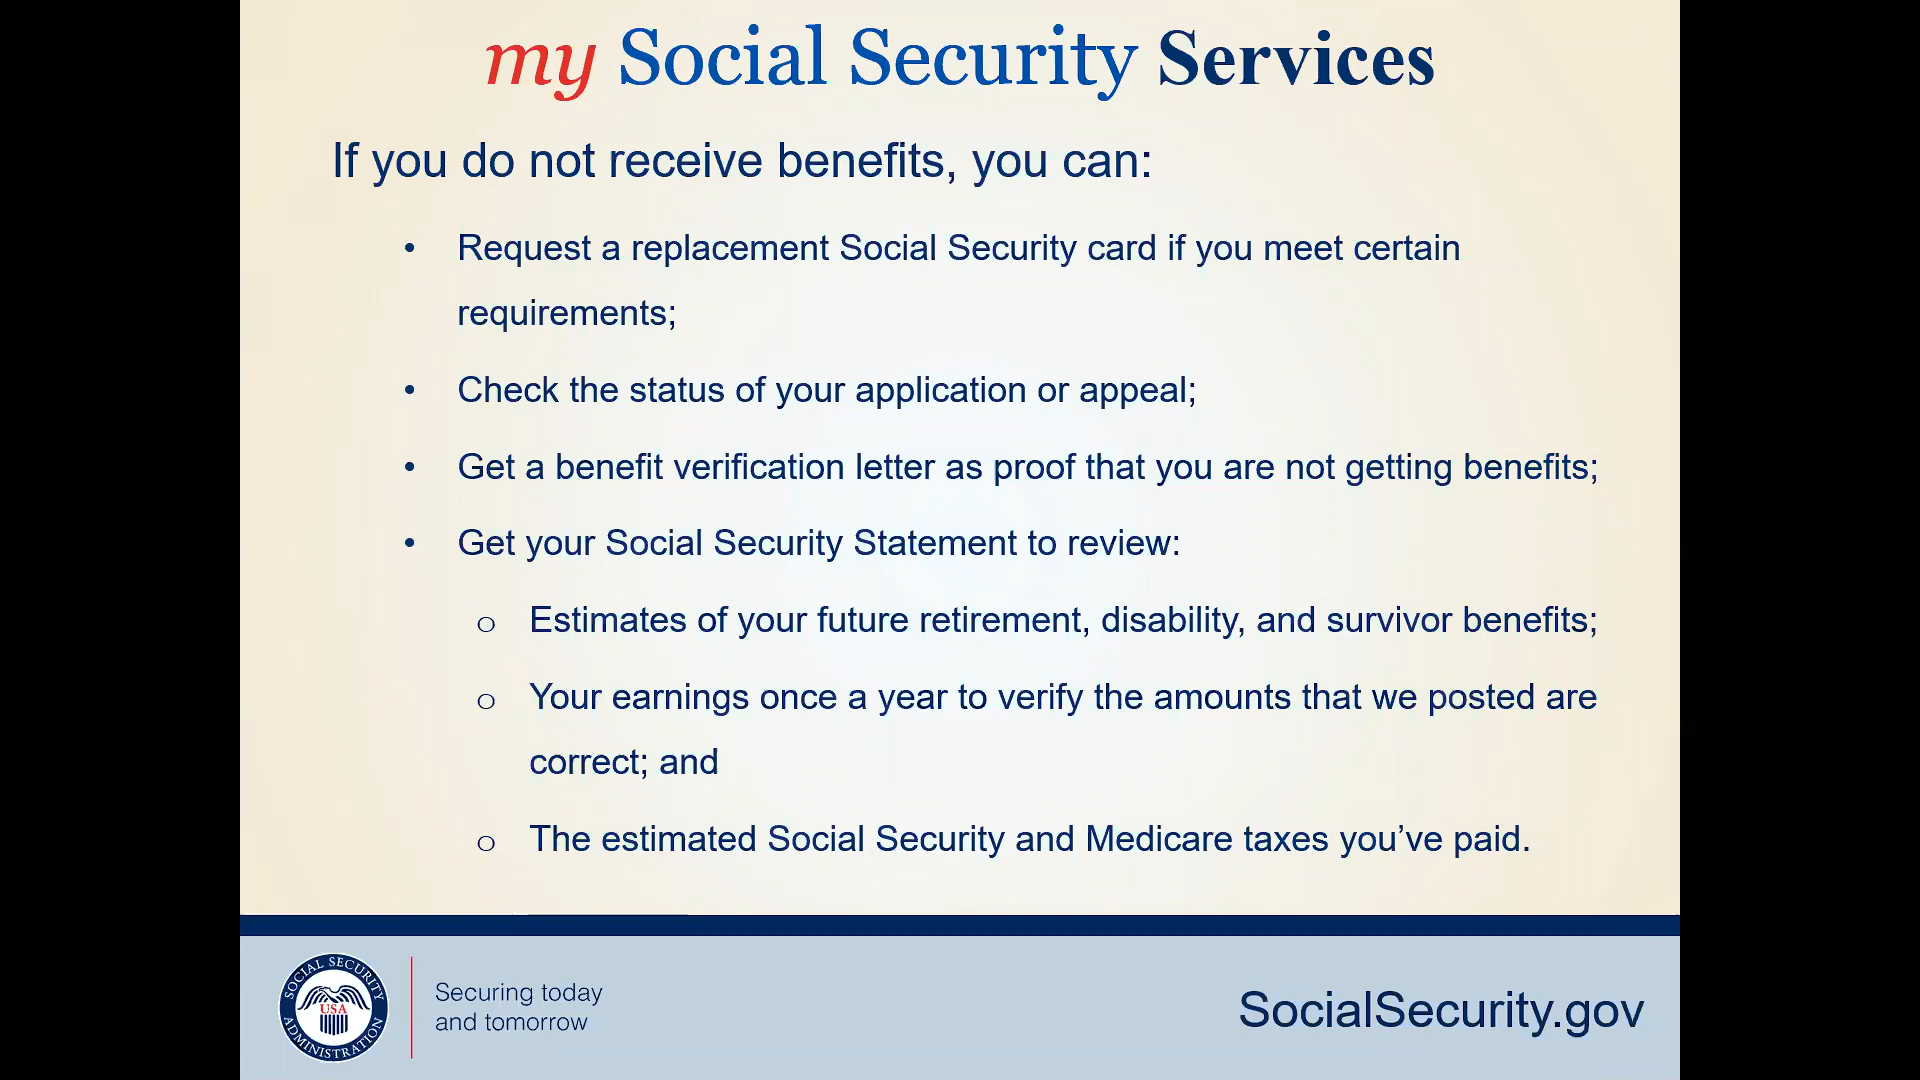 my Social Security Services
If you do not receive benefits, you can:
• Request a replacement Social Security card if you meet certain
requirements;
• Check the status of your application or appeal;
• Get a benefit verification letter as proof that you are not getting benefits;
• Get your Social Security Statement to review:
o Estimates of your future retirement, disability, and survivor benefits;
o Your earnings once a year to verify the amounts that we posted are
correct; and
o The estimated Social Security and Medicare taxes you’ve paid.
SOCIAL SECURITY
USA
ADMINISTRATION
Securing today
and tomorrow
SocialSecurity.gov